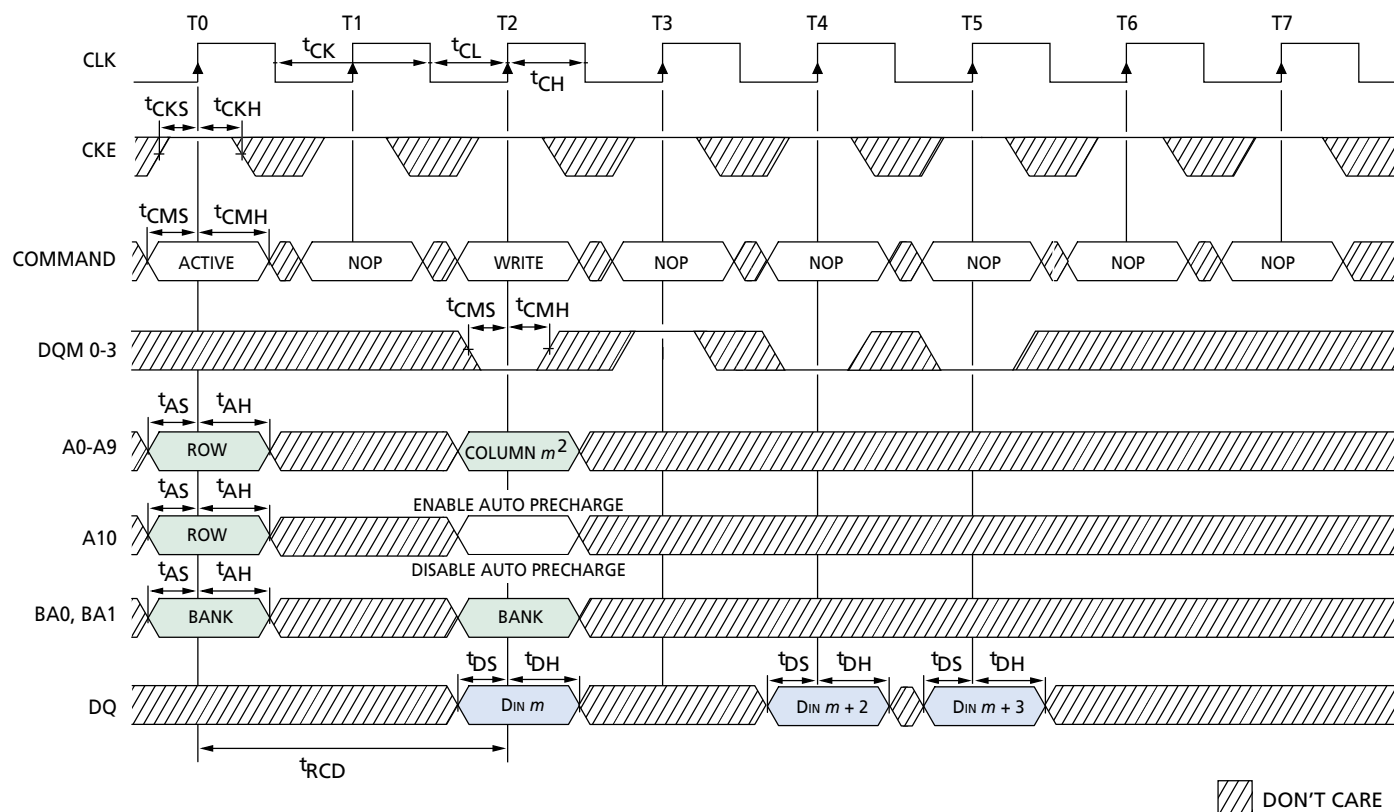 T0 T1 T2 T3 T4 T5 T6 T7
CLK tCK tCL tCH
tCKS tCKH
CKE
tCMS tCMH
COMMAND ACTIVE NOP WRITE NOP NOP NOP NOP NOP
tCMS tCMH
DQM 0-3
tAS tAH
A0-A9 ROW COLUMN m2
tAS tAH ENABLE AUTO PRECHARGE
A10 ROW
DISABLE AUTO PRECHARGE
tAS tAH
BA0, BA1 BANK BANK
tDS tDH tDS tDH tDS tDH
DQ DIN m DIN m + 2 DIN m + 3
tRCD
DON'T CARE